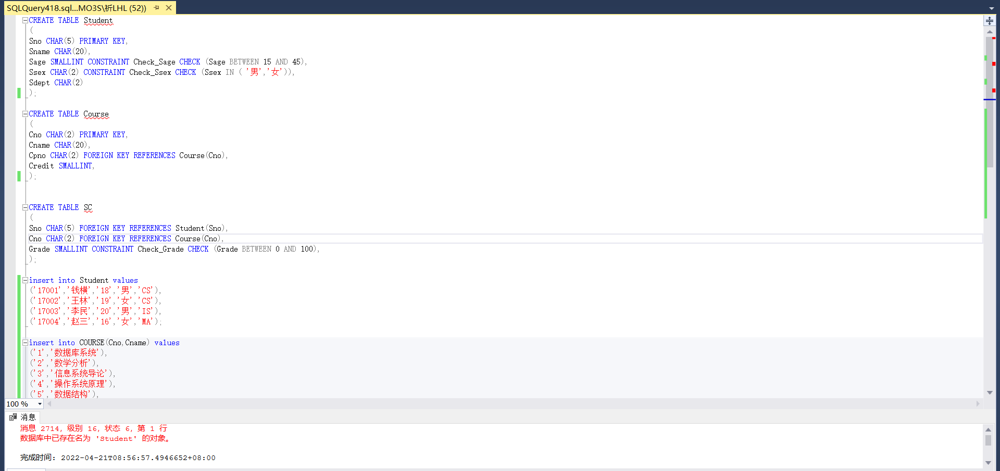 SQLQuery418.sql...MO3S\祈LHL (52))
CREATE TABLE Student
(
Sno CHAR(5) PRIMARY KEY,
Sname CHAR(20),
Sage SMALLINT CONSTRAINT Check_Sage CHECK (Sage BETWEEN 15 AND 45),
Ssex CHAR(2) CONSTRAINT Check_Ssex CHECK (Ssex IN ( '男','女')),
Sdept CHAR(2)
);
CREATE TABLE Course
(
Cno CHAR(2) PRIMARY KEY,
Cname CHAR(20),
Cpno CHAR(2) FOREIGN KEY REFERENCES Course(Cno),
Credit SMALLINT,
);
CREATE TABLE SC
(
Sno CHAR(5) FOREIGN KEY REFERENCES Student(Sno),
Cno CHAR(2) FOREIGN KEY REFERENCES Course(Cno),
Grade SMALLINT CONSTRAINT Check_Grade CHECK (Grade BETWEEN 0 AND 100),
);
insert into Student values
('17001','钱横','18','男','CS'),
('17002','王林','19','女','CS'),
('17003','李民','20','男','IS'),
('17004','赵三','16','女','MA');
insert into COURSE(Cno,Cname) values
('1','数据库系统'),
('2','数学分析'),
('3','信息系统导论'),
('4','操作系统原理'),
('5','数据结构'),
100 %
消息
消息 2714, 级别 16, 状态 6, 第 1 行
数据库中已存在名为 'Student' 的对象。
完成时间: 2022-04-21T08:56:57.4946652+08:00